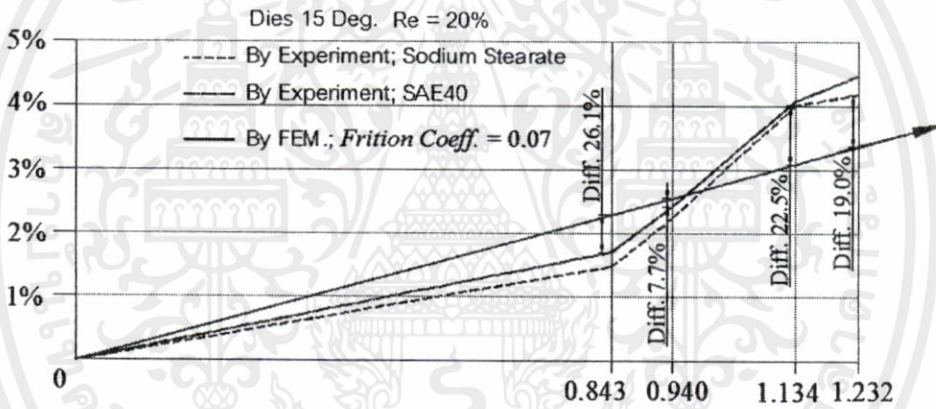 Dies 15 Deg. Re = 20%
5%
By Experiment; Sodium Stearate
4%
By Experiment; SAE40
By FEM.; Frition Coeff. = 0.07
3%
2%
1%
Diff. 26.1%
Diff. 7.7%
Diff. 22.5%
Diff. 19.0%
0
0.843
0.940
1.134
1.232